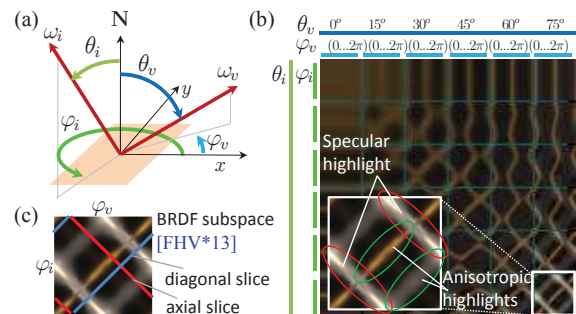 (a)
N
ω_i
θ_i
θ_v
y
ω_v
φ_i
φ_v
x
(b)
θ_v 0° 15° 30° 45° 60° 75°
φ_v (0...2π) (0...2π) (0...2π) (0...2π) (0...2π) (0...2π)
θ_i φ_i
Specular
highlight
Anisotropic
highlights
(c)
φ_v
φ_i
BRDF subspace
[FHV*13]
diagonal slice
axial slice